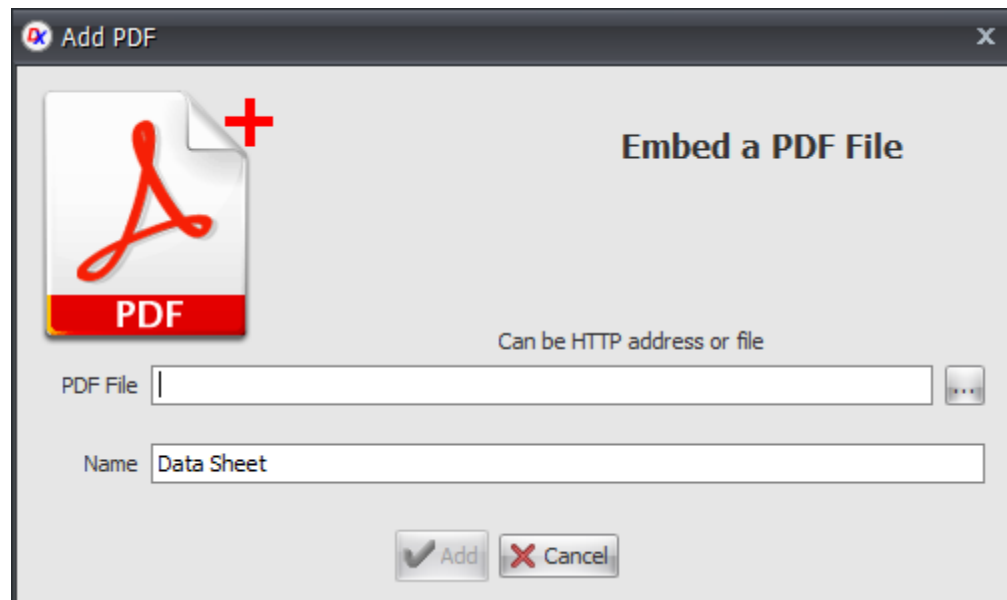 DX Add PDF x
Embed a PDF File
PDF
Can be HTTP address or file
PDF File ...
Name Data Sheet
Add Cancel